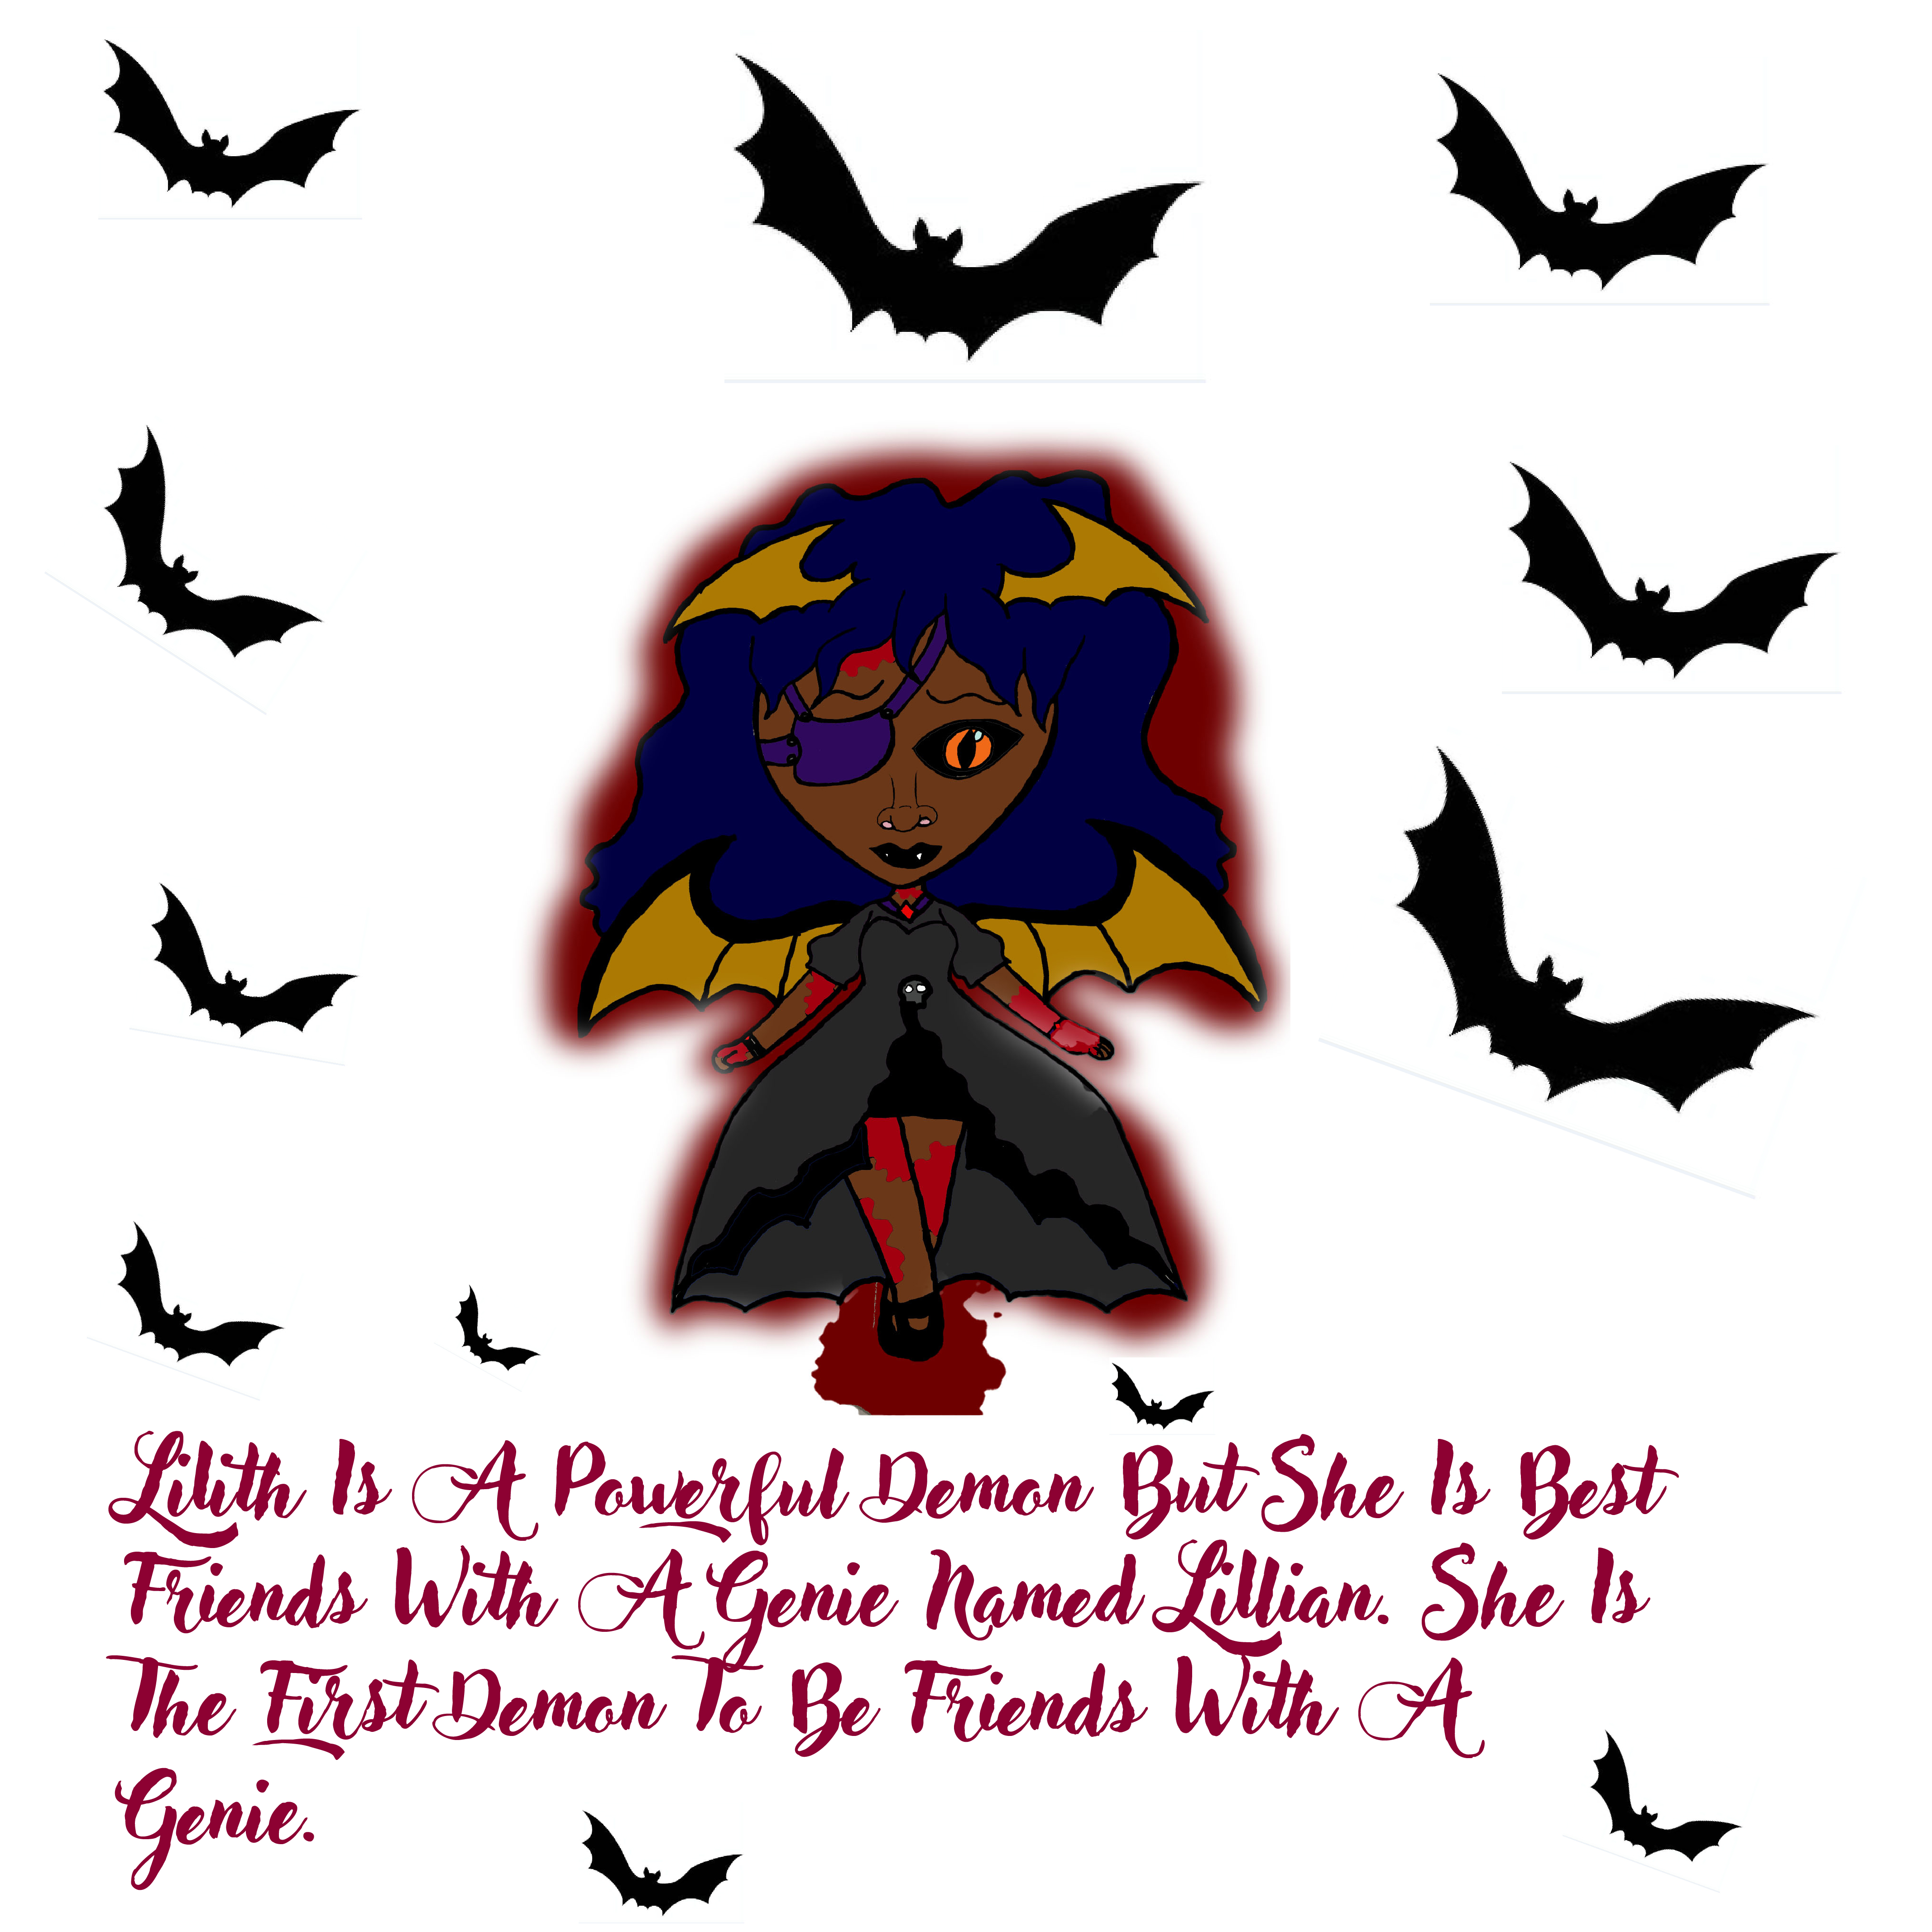 Lilith Is A Powerful Demon But She Is Best
Friends With A Genie Named Lillian. She Is
The First Demon To Be Friends With A
Genie.